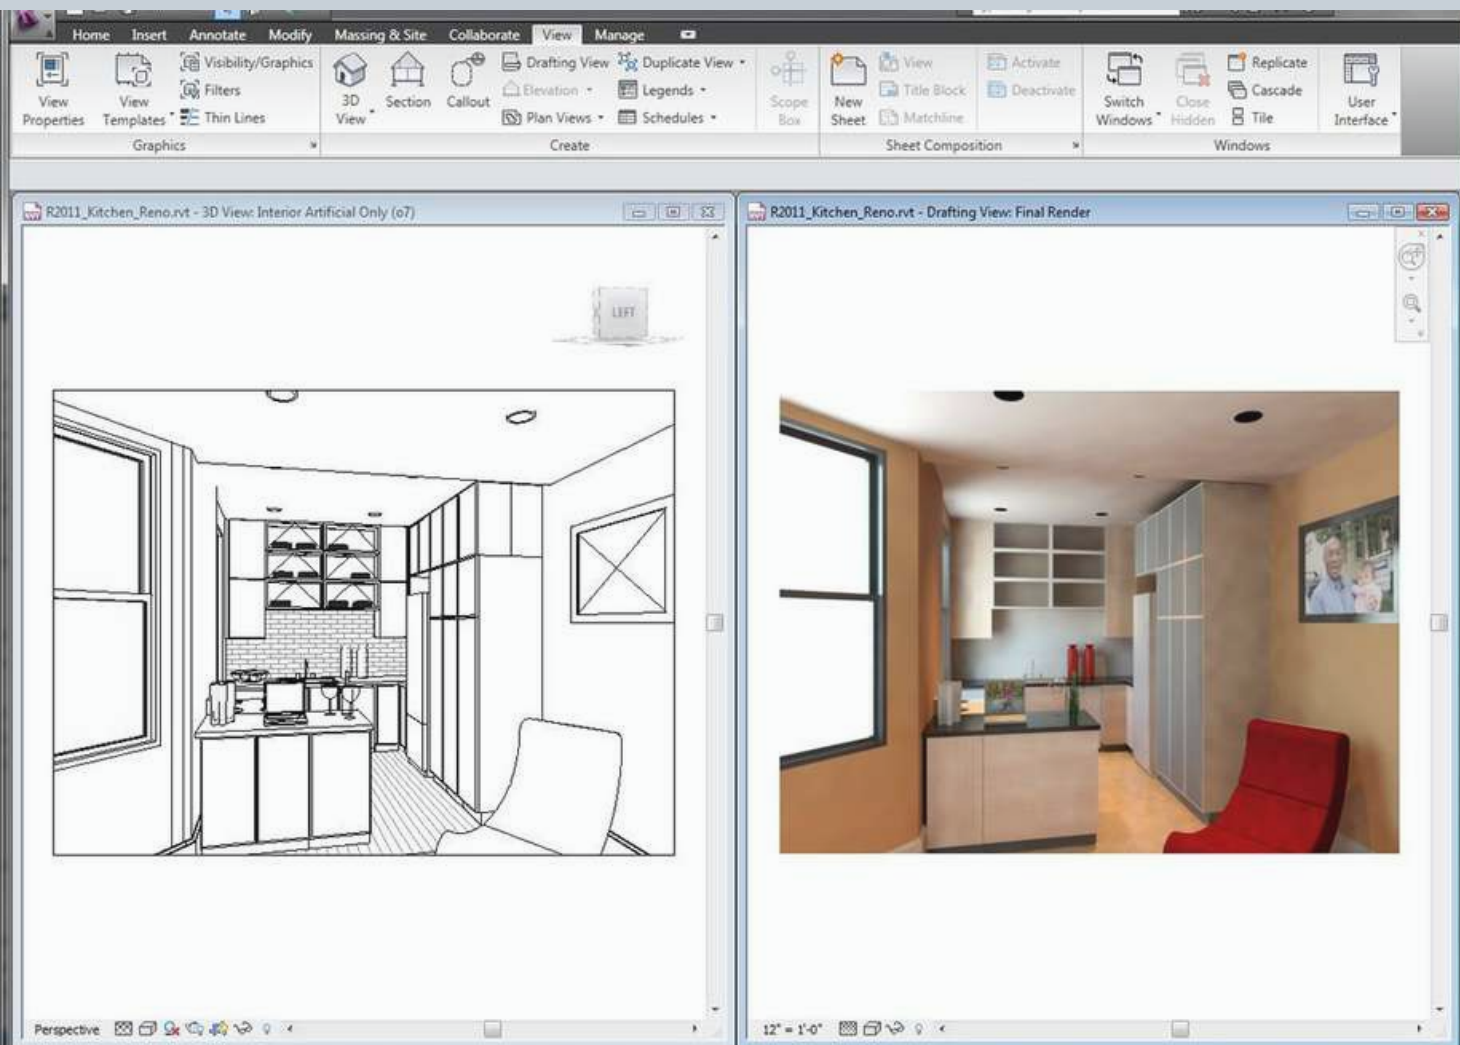 Home Insert Annotate Modify Massing & Site Collaborate View Manage
Visibility/Graphics
Filters
Thin Lines
View Properties
View Templates
Graphics
3D View
Section
Callout
Drafting View
Elevation
Plan Views
Duplicate View
Legends
Schedules
Create
Scope Box
New Sheet
View
Title Block
Matchline
Activate
Deactivate
Sheet Composition
Switch Windows
Close Hidden
Replicate
Cascade
Tile
Windows
User Interface
R2011_Kitchen_Reno.rvt - 3D View: Interior Artificial Only (o7)
LEFT
Perspective
R2011_Kitchen_Reno.rvt - Drafting View: Final Render
12" = 1'-0"